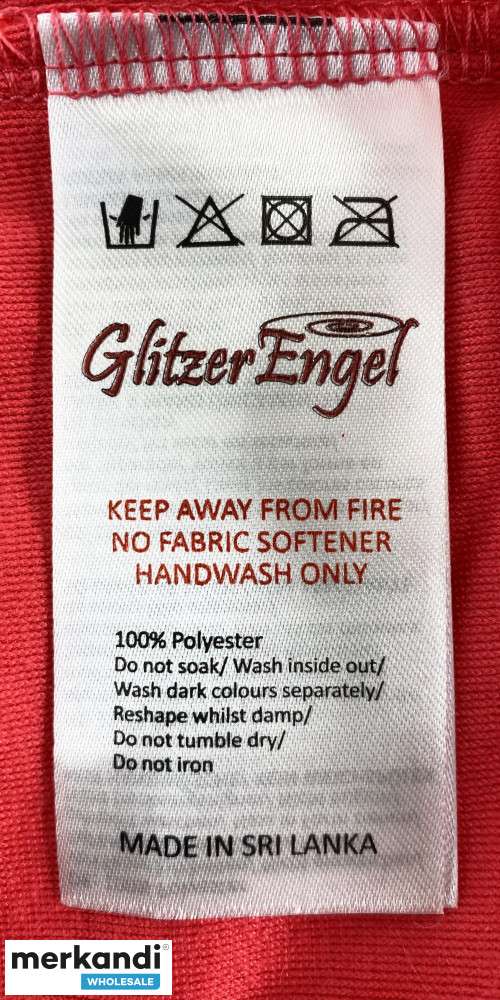 Glitzer Engel
KEEP AWAY FROM FIRE
NO FABRIC SOFTENER
HANDWASH ONLY
100% Polyester
Do not soak/ Wash inside out/
Wash dark colours separately/
Reshape whilst damp/
Do not tumble dry/
Do not iron
MADE IN SRI LANKA
merkandi®
WHOLESALE